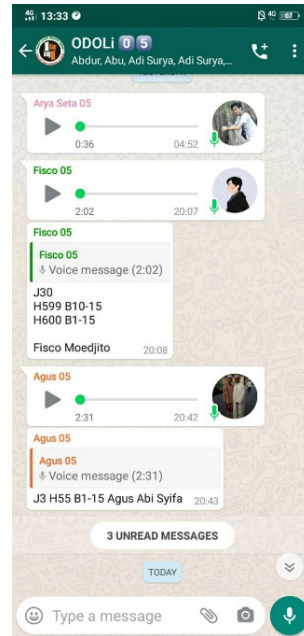 4G 13:33
4G 67
ODOLi 0 5
Abdur, Abu, Adi Surya, Adi Surya,...
Arya Seta 05
0:36 04:52
Fisco 05
2:02 20:07
Fisco 05
Fisco 05
Voice message (2:02)
J30
H599 B10-15
H600 B1-15
Fisco Moedjito 20:08
Agus 05
2:31 20:42
Agus 05
Agus 05
Voice message (2:31)
J3 H55 B1-15 Agus Abi Syifa 20:43
3 UNREAD MESSAGES
TODAY
Type a message